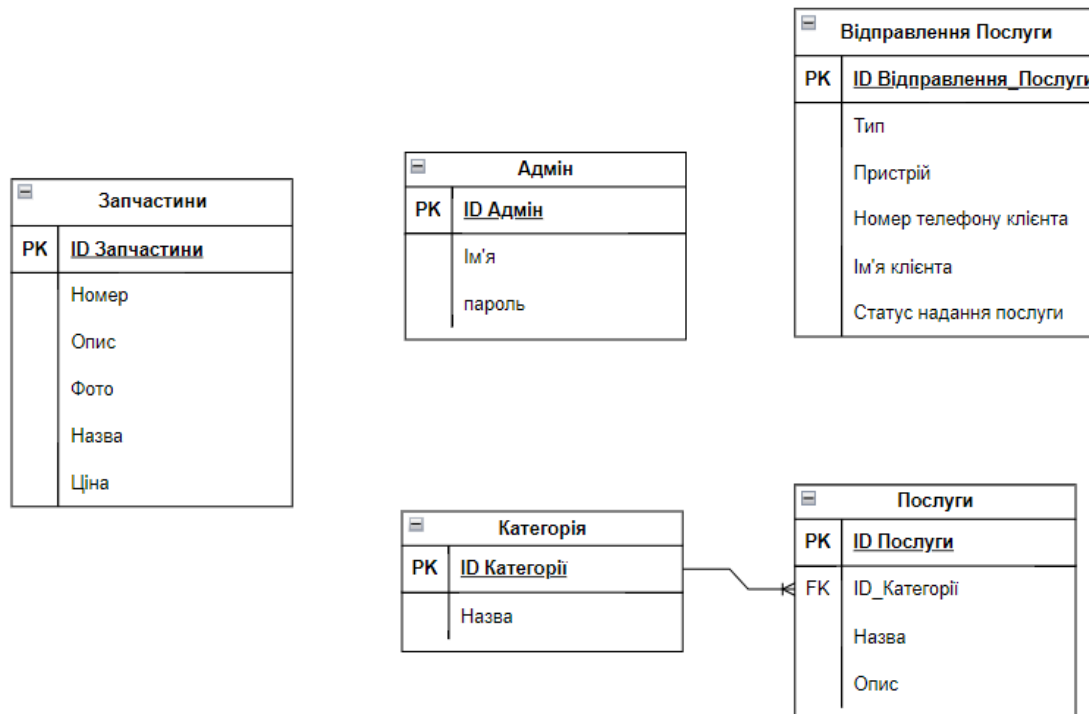 Відправлення Послуги
PK ID Відправлення_Послуги
Тип
Пристрій
Номер телефону клієнта
Ім'я клієнта
Статус надання послуги
Запчастини
PK ID Запчастини
Номер
Опис
Фото
Назва
Ціна
Адмін
PK ID Адмін
Ім'я
пароль
Категорія
PK ID Категорії
Назва
Послуги
PK ID Послуги
FK ID_Категорії
Назва
Опис